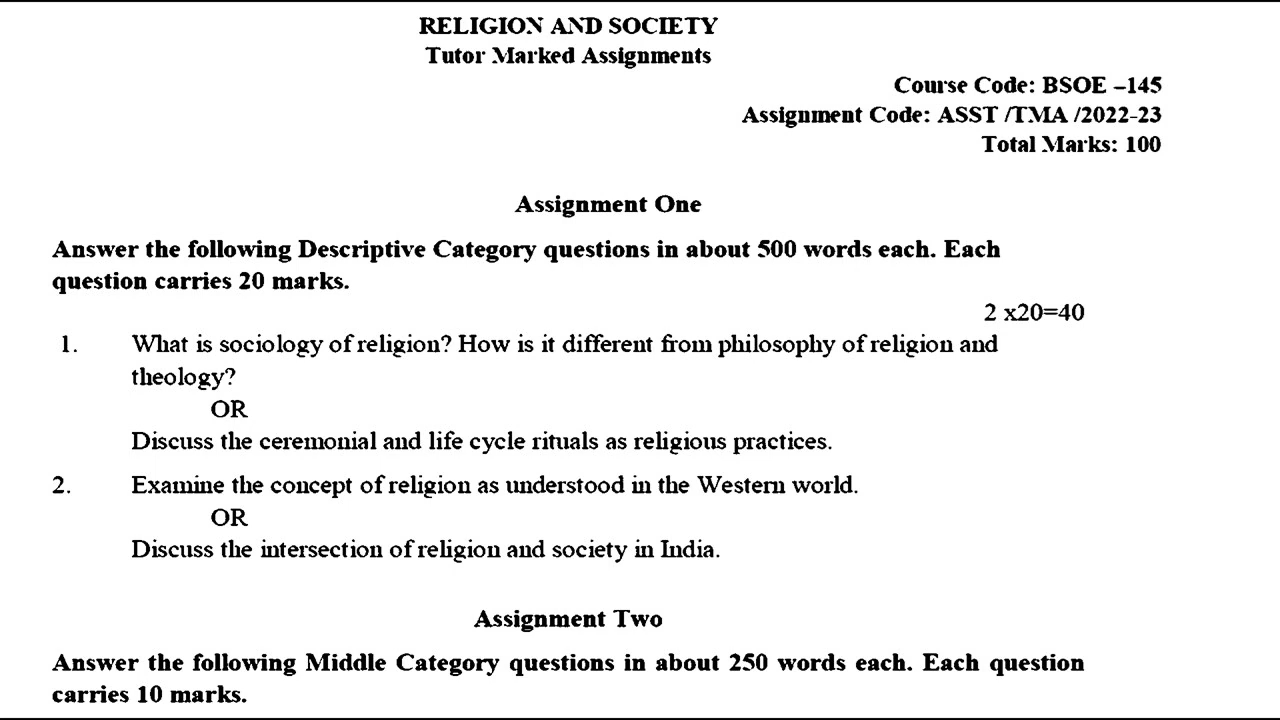 RELIGION AND SOCIETY
Tutor Marked Assignments
Course Code: BSOE –145
Assignment Code: ASST /TMA /2022-23
Total Marks: 100
Assignment One
Answer the following Descriptive Category questions in about 500 words each. Each
question carries 20 marks.
2 x20=40
1. What is sociology of religion? How is it different from philosophy of religion and
theology?
OR
Discuss the ceremonial and life cycle rituals as religious practices.
2. Examine the concept of religion as understood in the Western world.
OR
Discuss the intersection of religion and society in India.
Assignment Two
Answer the following Middle Category questions in about 250 words each. Each question
carries 10 marks.